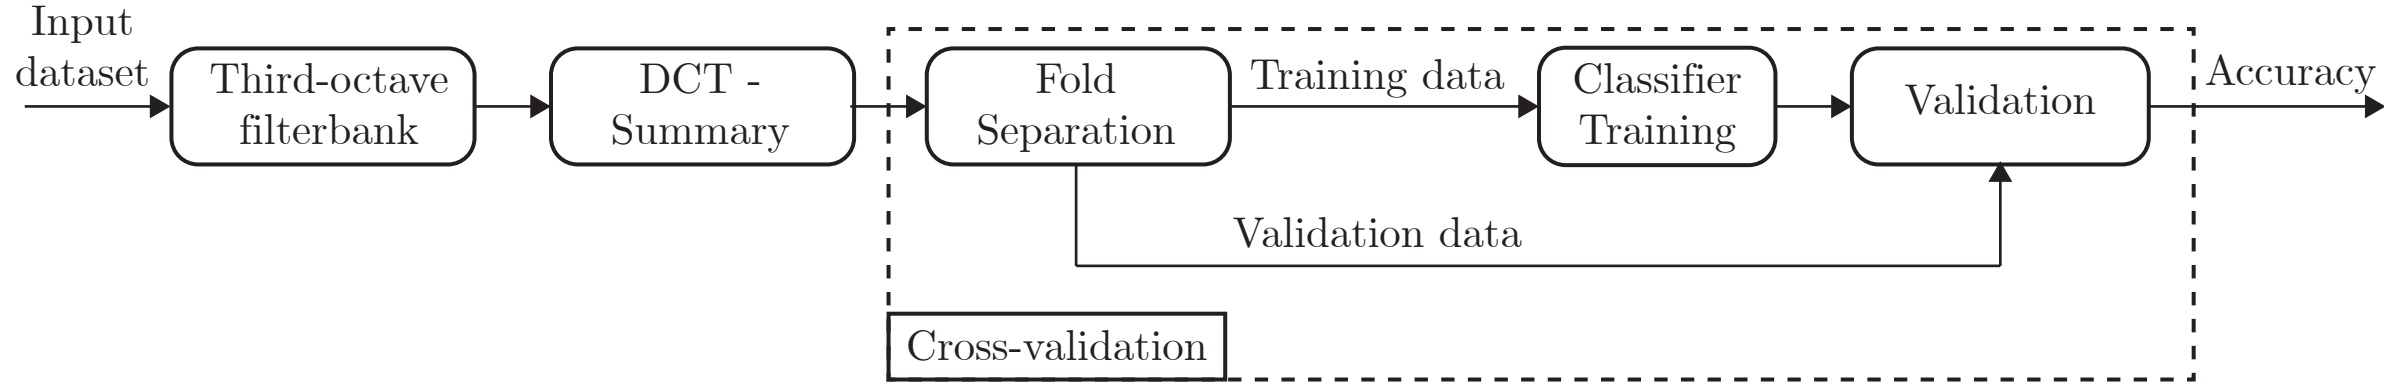 Input
dataset
Third-octave
filterbank
DCT -
Summary
Fold
Separation
Training data
Classifier
Training
Validation
Accuracy
Validation data
Cross-validation